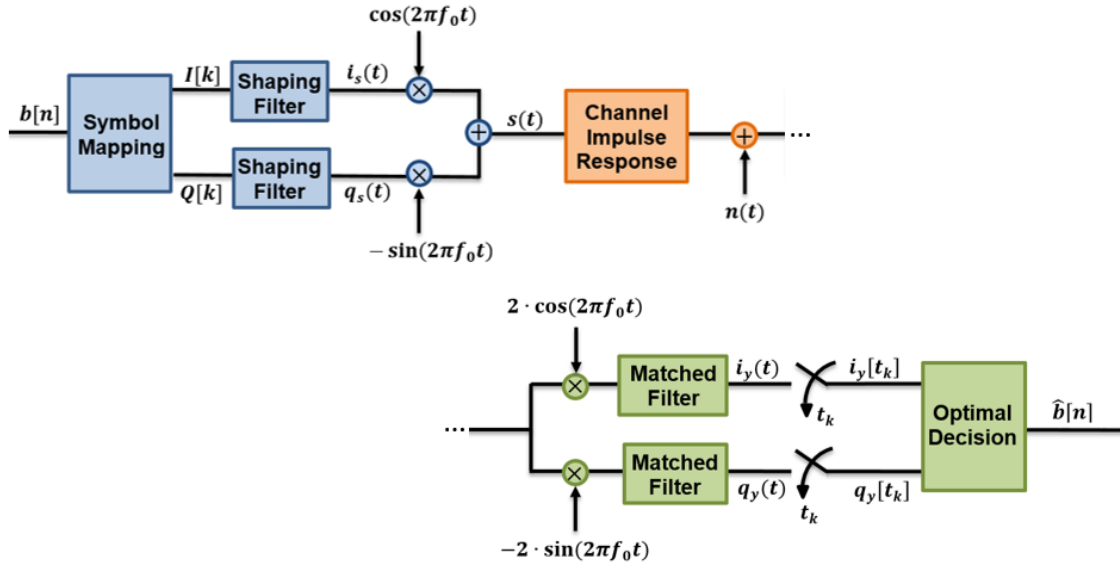 cos(2πf₀t)
b[n]
Symbol
Mapping
I[k]
Shaping
Filter
i_s(t)
×
+
s(t)
Channel
Impulse
Response
+
...
Q[k]
Shaping
Filter
q_s(t)
×
n(t)
− sin(2πf₀t)
2 · cos(2πf₀t)
×
Matched
Filter
i_y(t)
t_k
i_y[t_k]
Optimal
Decision
b̂[n]
...
×
Matched
Filter
q_y(t)
t_k
q_y[t_k]
−2 · sin(2πf₀t)